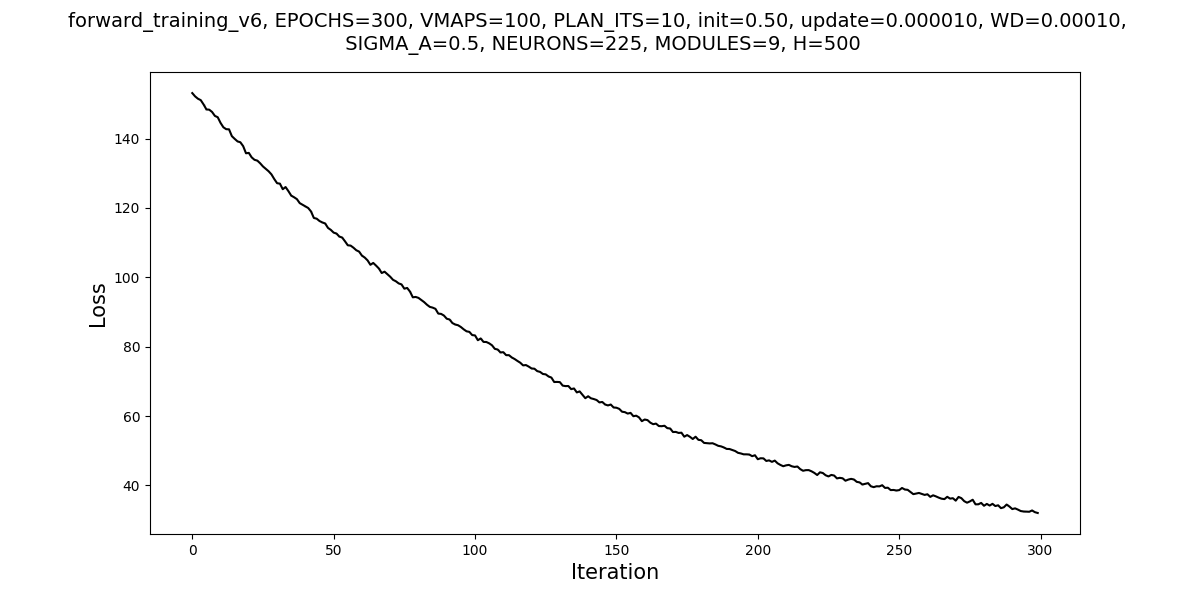 forward_training_v6, EPOCHS=300, VMAPS=100, PLAN_ITS=10, init=0.50, update=0.000010, WD=0.00010,
SIGMA_A=0.5, NEURONS=225, MODULES=9, H=500
140
120
100
80
60
40
Loss
0 50 100 150 200 250 300
Iteration